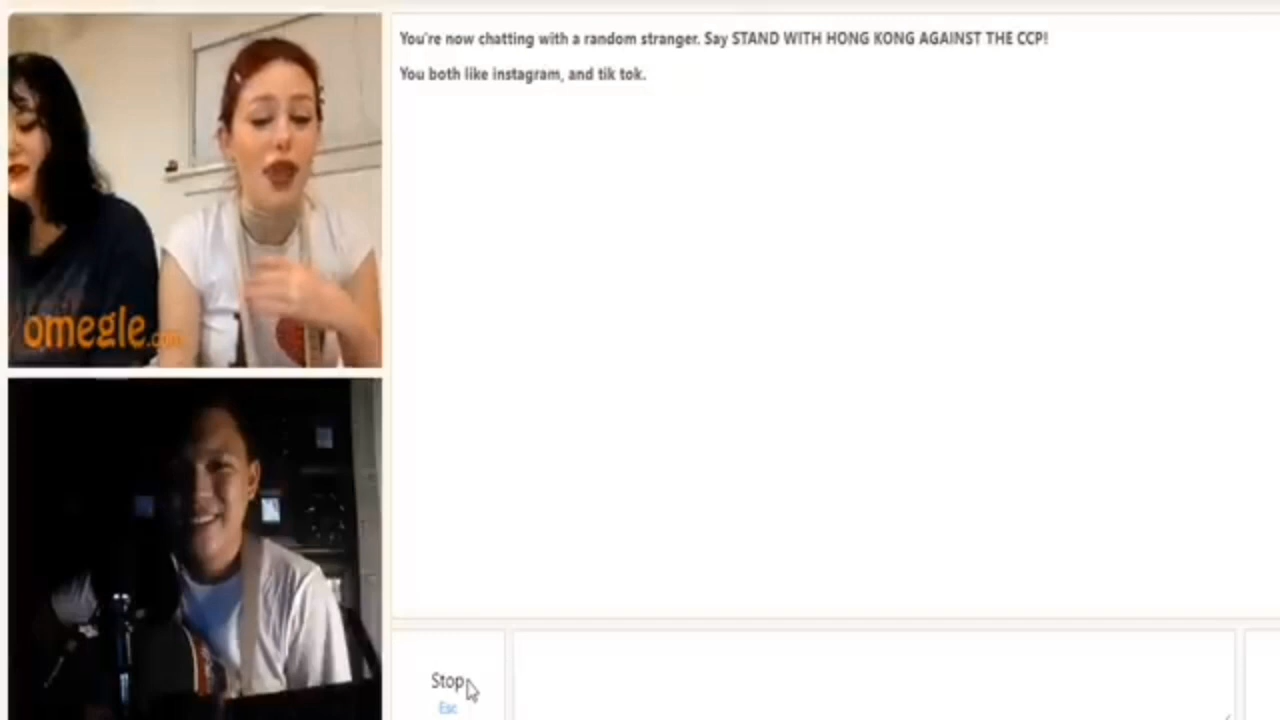 You're now chatting with a random stranger. Say STAND WITH HONG KONG AGAINST THE CCP!
You both like instagram, and tik tok.
omegle.com
Stop
Esc